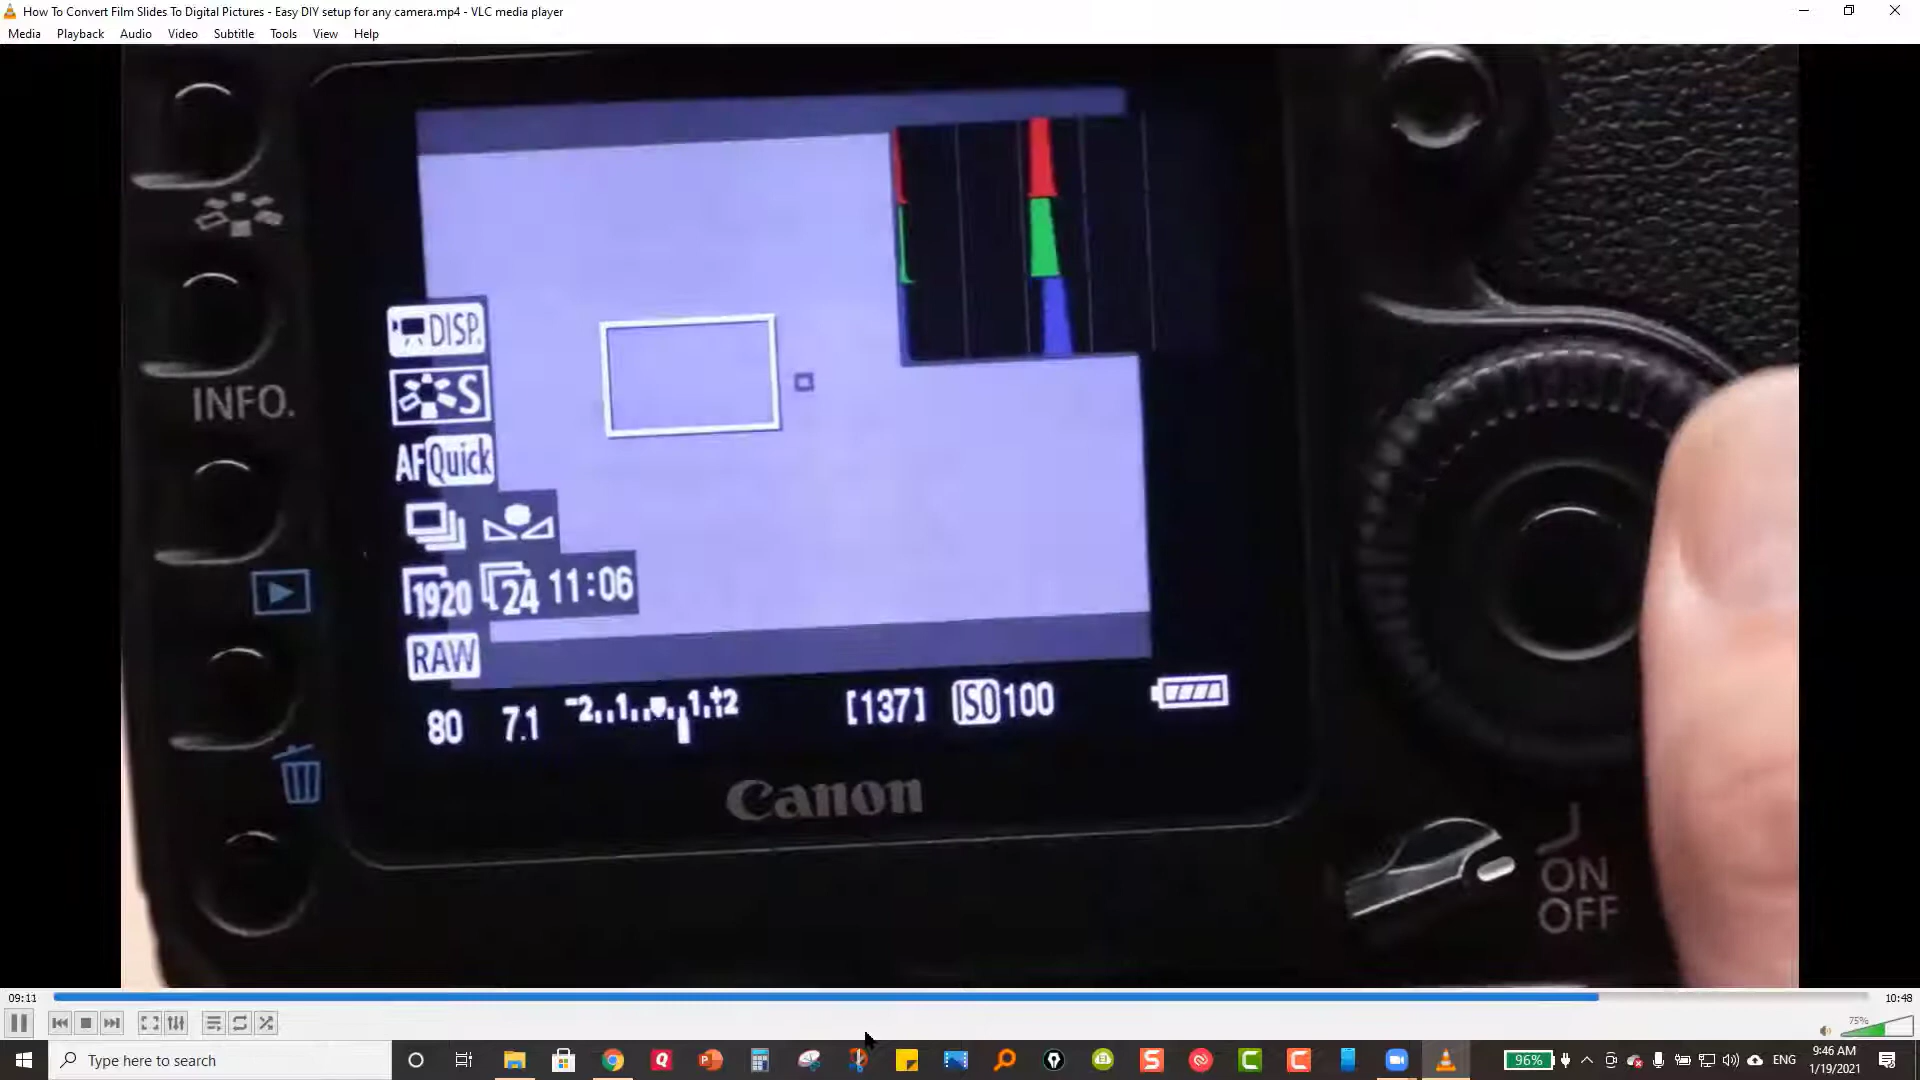 How To Convert Film Slides To Digital Pictures - Easy DIV setup for any camera.mp4 - VLC media player
Media Playback Audio Video Subtitle Tools View Help
DISP.
S
INFO.
AF Quick
1920 24 11:06
RAW
80 7.1 -2..1..▼..1.+2 [137] ISO 100
Canon
ON
OFF
09:11 10:48
75%
Type here to search
96% ENG 9:46 AM
1/19/2021